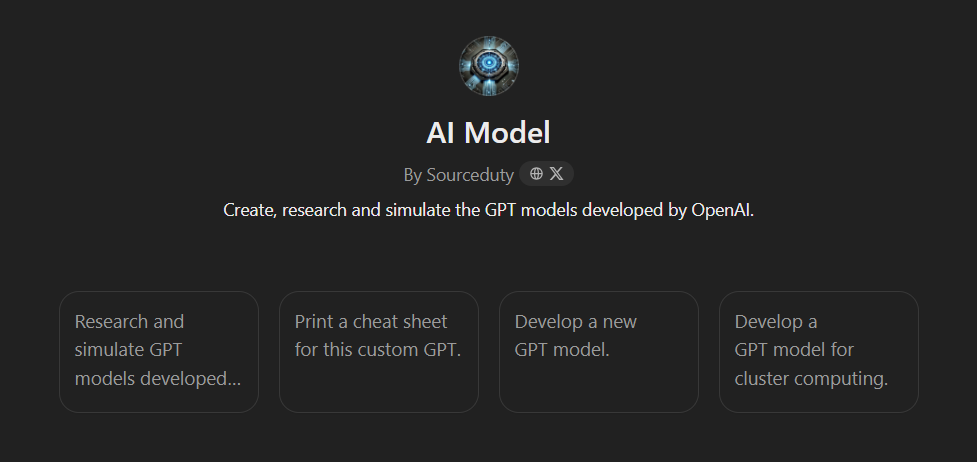 AI Model
By Sourceduty
Create, research and simulate the GPT models developed by OpenAI.
Research and
simulate GPT
models developed...
Print a cheat sheet
for this custom GPT.
Develop a new
GPT model.
Develop a
GPT model for
cluster computing.